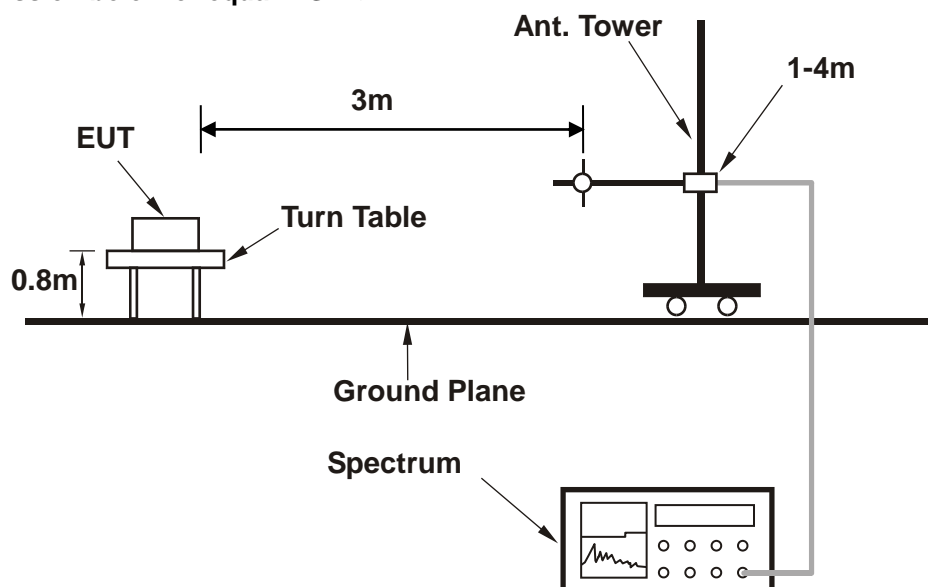 Ant. Tower
1-4m
3m
EUT
Turn Table
0.8m
Ground Plane
Spectrum